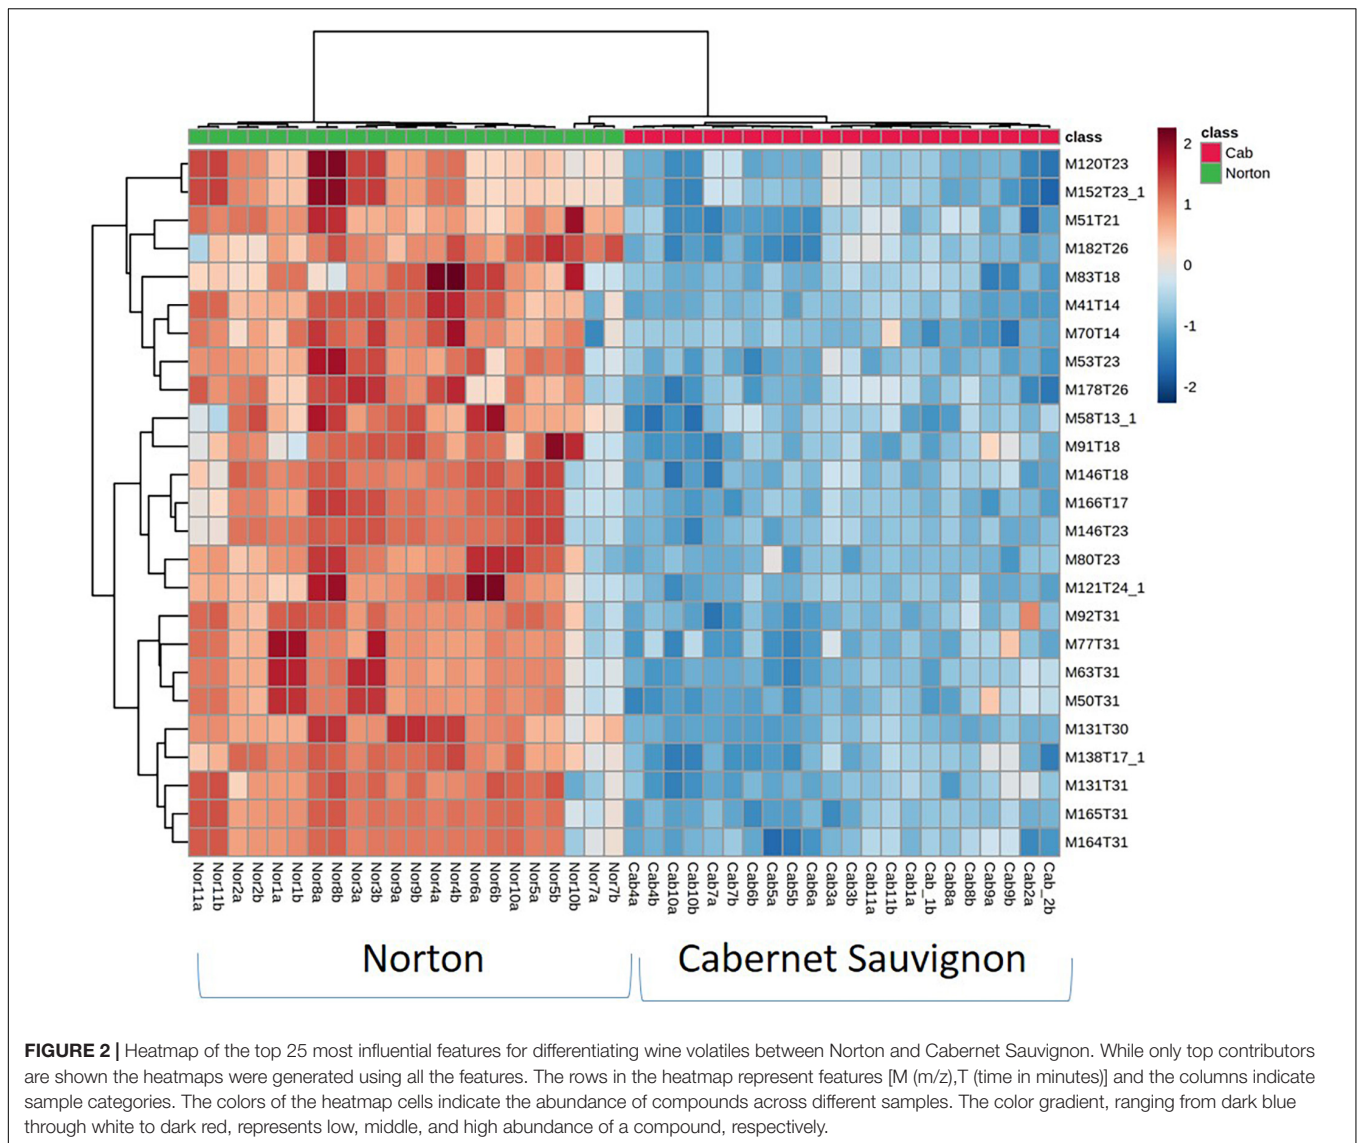 class
M120T23
M152T23_1
M51T21
M182T26
M83T18
M41T14
M70T14
M53T23
M178T26
M58T13_1
M91T18
M146T18
M166T17
M146T23
M80T23
M121T24_1
M92T31
M77T31
M63T31
M50T31
M131T30
M138T17_1
M131T31
M165T31
M164T31
2
1
0
-1
-2
class
Cab
Norton
Nor11a
Nor11b
Nor2a
Nor2b
Nor1a
Nor1b
Nor8a
Nor8b
Nor3a
Nor3b
Nor9a
Nor9b
Nor4a
Nor4b
Nor6a
Nor6b
Nor10a
Nor5a
Nor5b
Nor10b
Nor7a
Nor7b
Cab4a
Cab4b
Cab10a
Cab10b
Cab7a
Cab7b
Cab6b
Cab5a
Cab5b
Cab6a
Cab3a
Cab3b
Cab11a
Cab11b
Cab1a
Cab_1b
Cab8a
Cab8b
Cab9a
Cab9b
Cab2a
Cab_2b
Norton
Cabernet Sauvignon
FIGURE 2 | Heatmap of the top 25 most influential features for differentiating wine volatiles between Norton and Cabernet Sauvignon. While only top contributors
are shown the heatmaps were generated using all the features. The rows in the heatmap represent features [M (m/z),T (time in minutes)] and the columns indicate
sample categories. The colors of the heatmap cells indicate the abundance of compounds across different samples. The color gradient, ranging from dark blue
through white to dark red, represents low, middle, and high abundance of a compound, respectively.